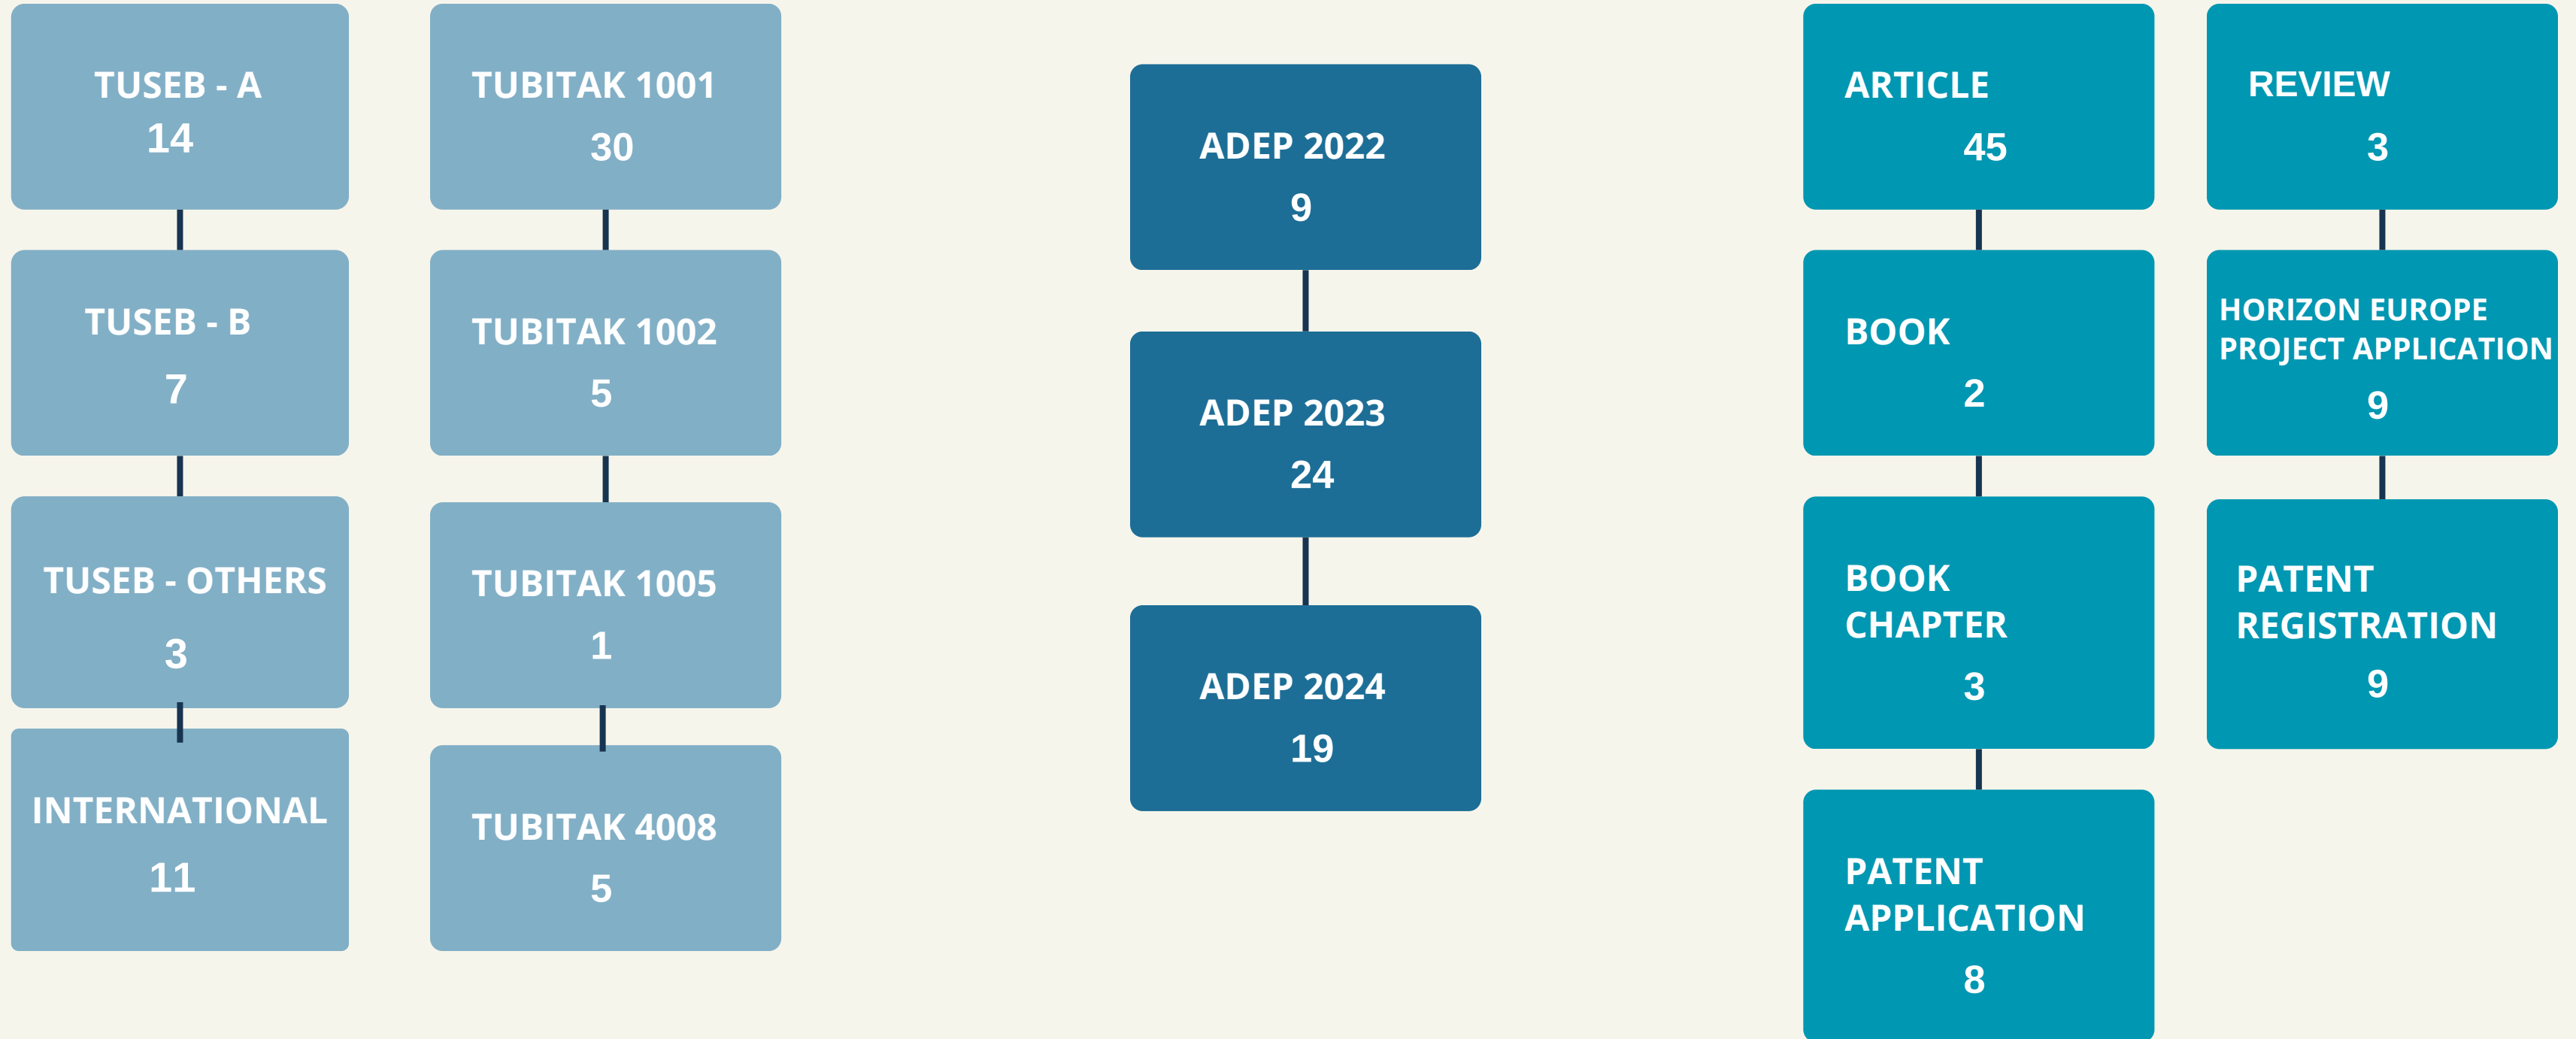 TUSEB - A
14
TUSEB - B
7
TUSEB - OTHERS
3
INTERNATIONAL
11
TUBITAK 1001
30
TUBITAK 1002
5
TUBITAK 1005
1
TUBITAK 4008
5
ADEP 2022
9
ADEP 2023
24
ADEP 2024
19
ARTICLE
45
BOOK
2
BOOK
CHAPTER
3
PATENT
APPLICATION
8
REVIEW
3
HORIZON EUROPE
PROJECT APPLICATION
9
PATENT
REGISTRATION
9